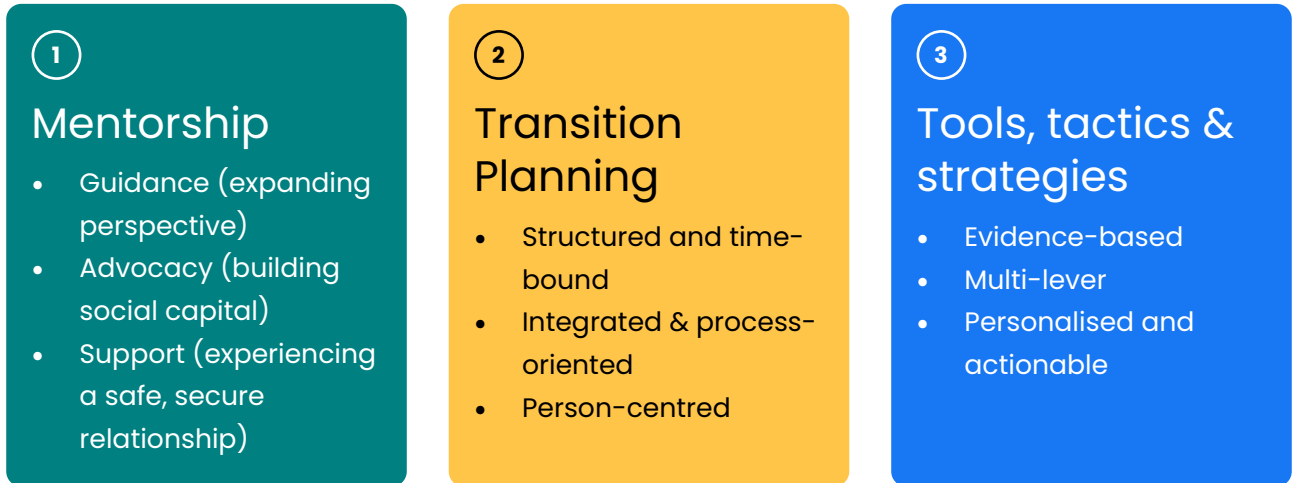 1
Mentorship
• Guidance (expanding
perspective)
• Advocacy (building
social capital)
• Support (experiencing
a safe, secure
relationship)
2
Transition
Planning
• Structured and time-
bound
• Integrated & process-
oriented
• Person-centred
3
Tools, tactics &
strategies
• Evidence-based
• Multi-lever
• Personalised and
actionable